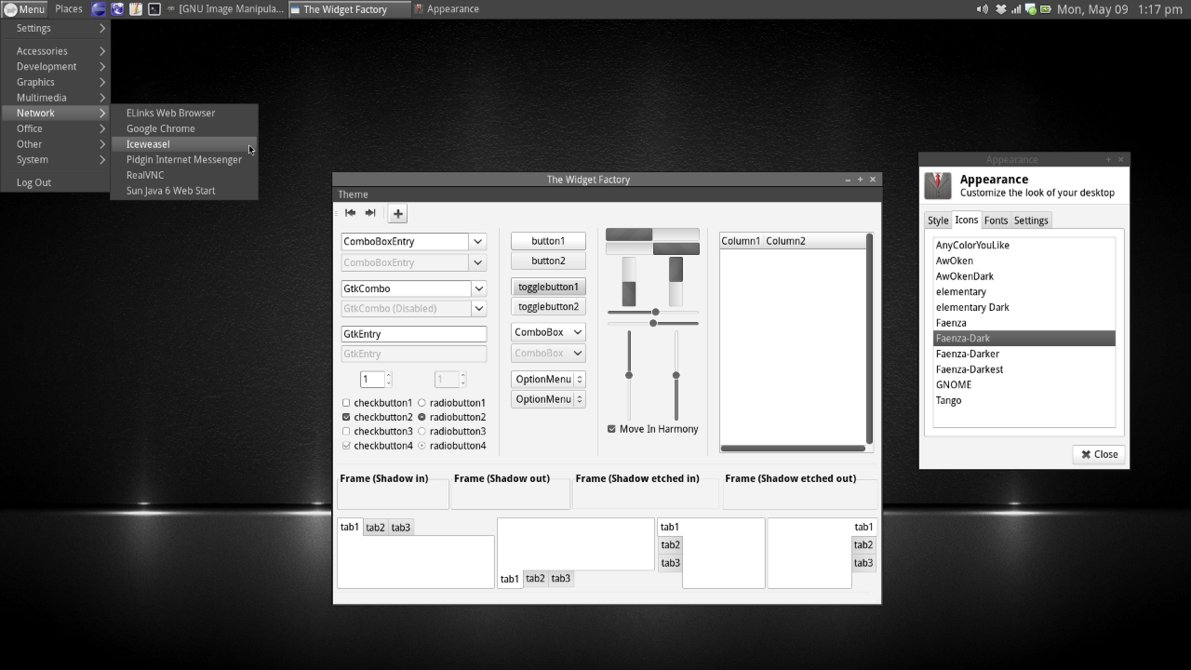 Menu Places [GNU Image Manipula... The Widget Factory Appearance Mon, May 09 1:17 pm
Settings
Accessories
Development
Graphics
Multimedia
Network
Office
Other
System
Log Out
ELinks Web Browser
Google Chrome
Iceweasel
Pidgin Internet Messenger
RealVNC
Sun Java 6 Web Start
The Widget Factory
Theme
ComboBoxEntry
ComboBoxEntry
GtkCombo
GtkCombo (Disabled)
GtkEntry
GtkEntry
1 1
checkbutton1 radiobutton1
checkbutton2 radiobutton2
checkbutton3 radiobutton3
checkbutton4 radiobutton4
button1
button2
togglebutton1
togglebutton2
ComboBox
ComboBox
OptionMenu
OptionMenu
Move In Harmony
Column1 Column2
Frame (Shadow in) Frame (Shadow out) Frame (Shadow etched in) Frame (Shadow etched out)
tab1 tab2 tab3
tab1 tab2 tab3
tab1
tab2
tab3
tab1
tab2
tab3
Appearance
Appearance
Customize the look of your desktop
Style Icons Fonts Settings
AnyColorYouLike
AwOken
AwOkenDark
elementary
elementary Dark
Faenza
Faenza-Dark
Faenza-Darker
Faenza-Darkest
GNOME
Tango
Close